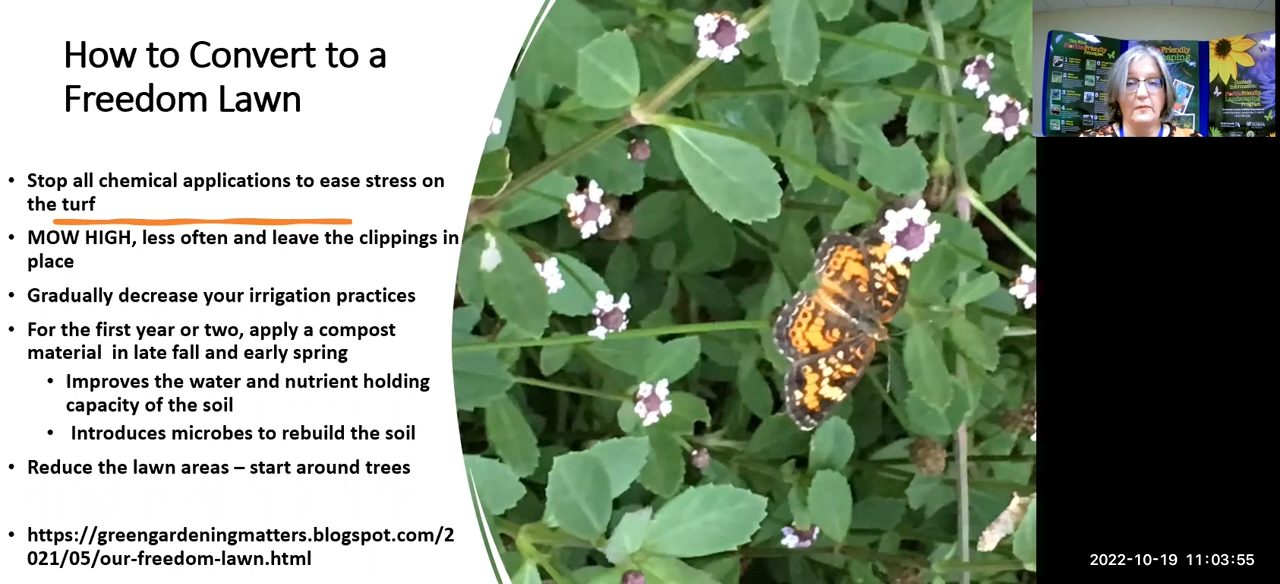 How to Convert to a
Freedom Lawn
• Stop all chemical applications to ease stress on
the turf
• MOW HIGH, less often and leave the clippings in
place
• Gradually decrease your irrigation practices
• For the first year or two, apply a compost
material in late fall and early spring
• Improves the water and nutrient holding
capacity of the soil
• Introduces microbes to rebuild the soil
• Reduce the lawn areas – start around trees
• https://greengardeningmatters.blogspot.com/2
021/05/our-freedom-lawn.html
Friendly
Friendly
2022-10-19 11:03:55